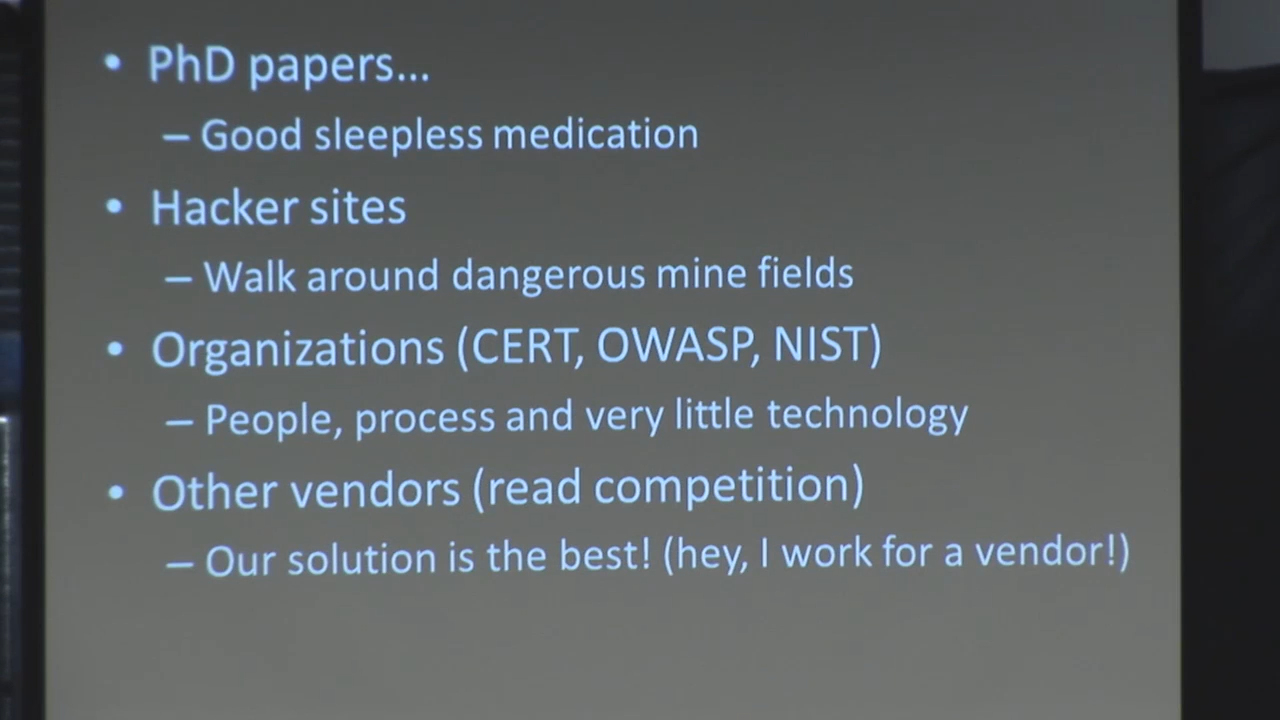 • PhD papers...
– Good sleepless medication
• Hacker sites
– Walk around dangerous mine fields
• Organizations (CERT, OWASP, NIST)
– People, process and very little technology
• Other vendors (read competition)
– Our solution is the best! (hey, I work for a vendor!)